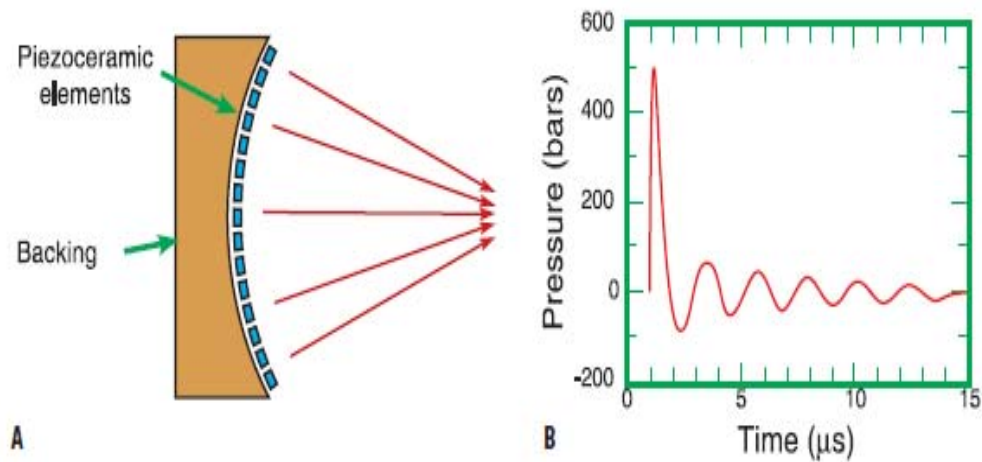 Piezoceramic
elements
Backing
A
600
400
200
0
-200
Pressure (bars)
0 5 10 15
Time (µs)
B